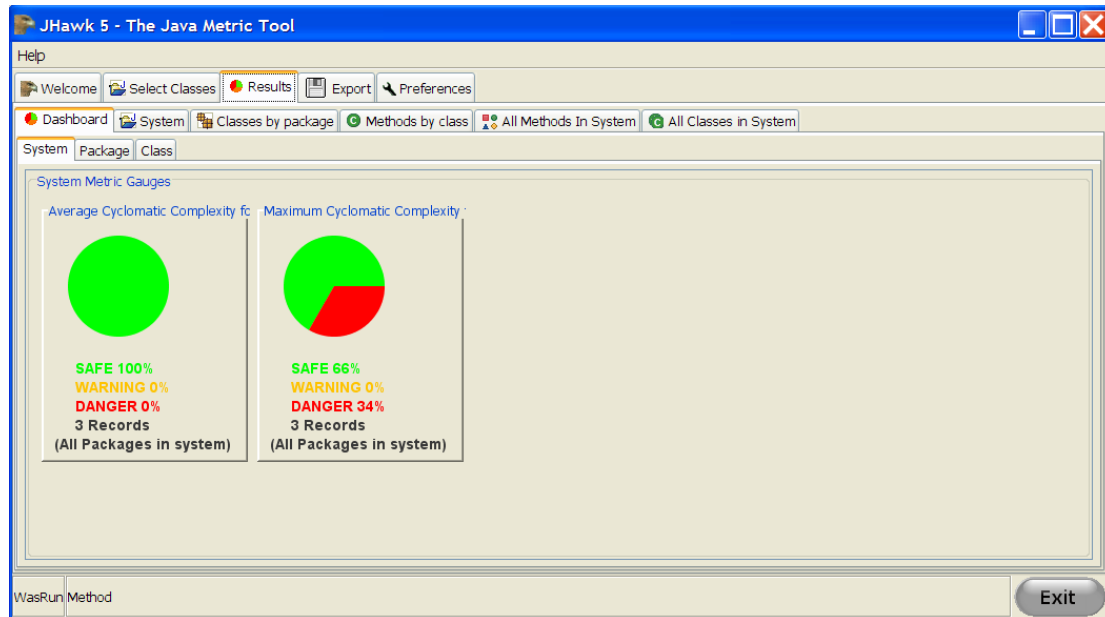 JHawk 5 - The Java Metric Tool
Help
Welcome Select Classes Results Export Preferences
Dashboard System Classes by package Methods by class All Methods In System All Classes in System
System Package Class
System Metric Gauges
Average Cyclomatic Complexity fo Maximum Cyclomatic Complexity
SAFE 100% SAFE 66%
WARNING 0% WARNING 0%
DANGER 0% DANGER 34%
3 Records 3 Records
(All Packages in system) (All Packages in system)
WasRun Method Exit